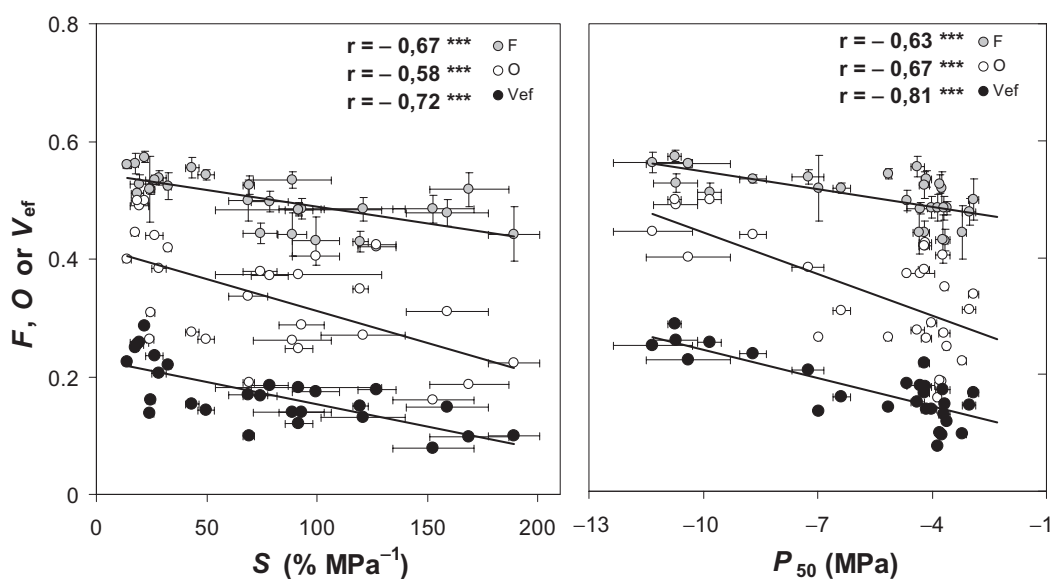 0.8
0.6
0.4
0.2
0
F, O or Vef
r = – 0,67 *** F
r = – 0,58 *** O
r = – 0,72 *** Vef
0 50 100 150 200
S (% MPa–1)
r = – 0,63 *** F
r = – 0,67 *** O
r = – 0,81 *** Vef
–13 –10 –7 –4 –1
P50 (MPa)